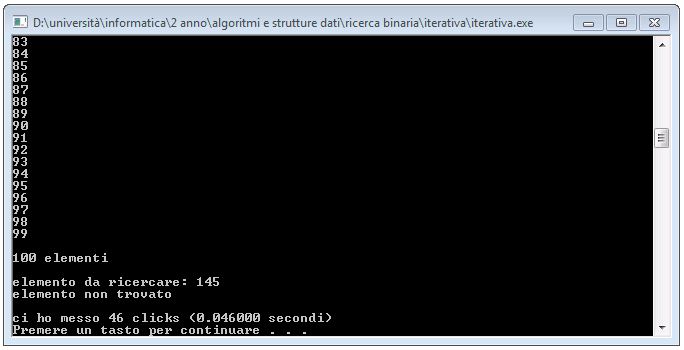 D:\università\informatica\2 anno\algoritmi e strutture dati\ricerca binaria\iterativa\iterativa.exe
83
84
85
86
87
88
89
90
91
92
93
94
95
96
97
98
99
100 elementi
elemento da ricercare: 145
elemento non trovato
ci ho messo 46 clicks (0.046000 secondi)
Premere un tasto per continuare . . .